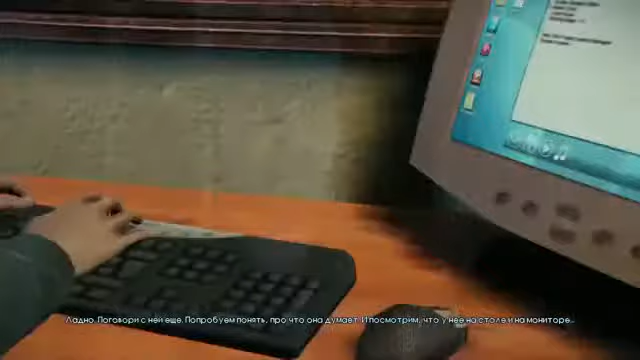 Ладно. Поговори с ней еще. Попробуем понять, про что она думает. И посмотрим, что у нее на столе и на мониторе...